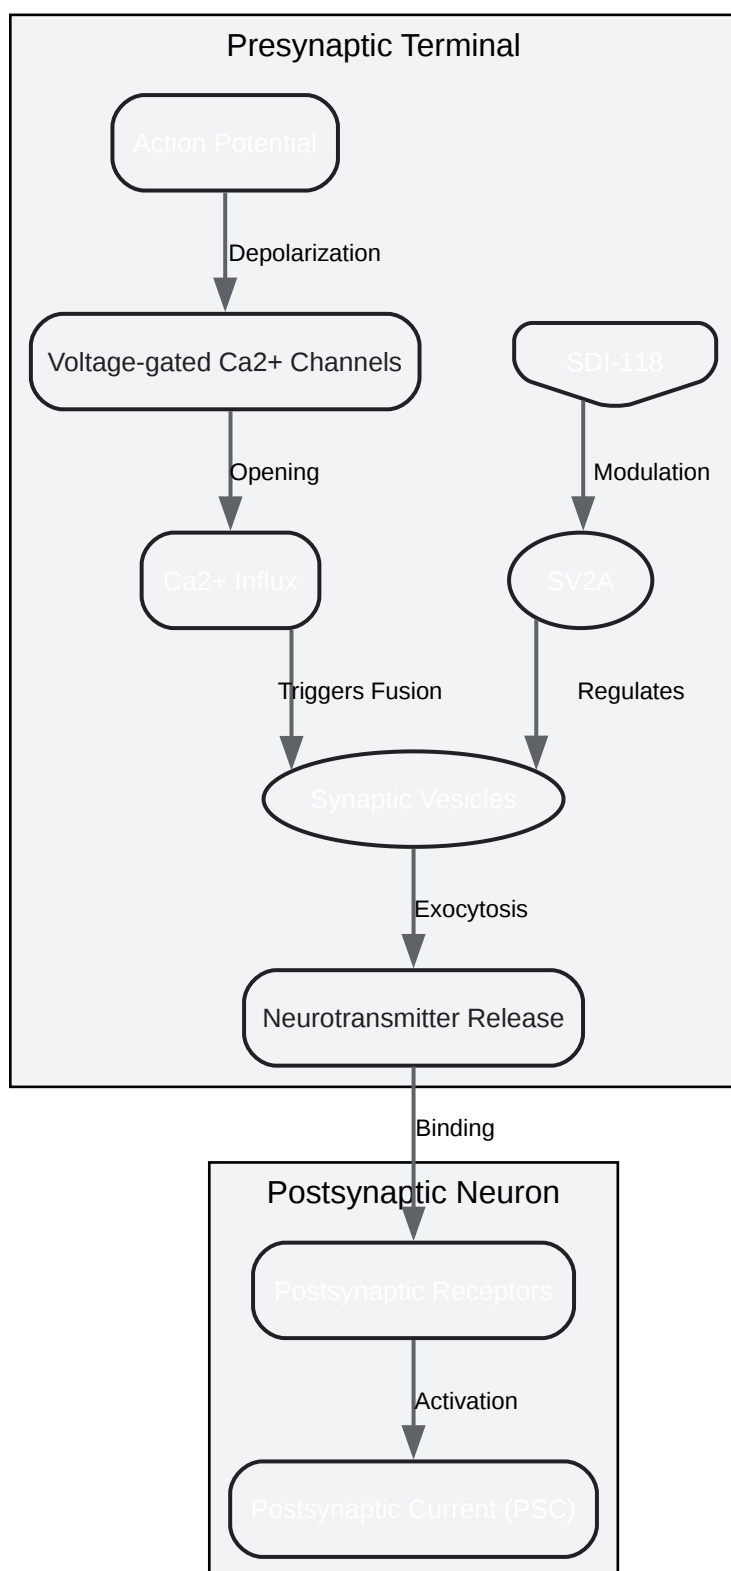 Presynaptic Terminal
Action Potential
Depolarization
Voltage-gated Ca2+ Channels
SDI-118
Opening
Modulation
Ca2+ Influx
SV2A
Triggers Fusion
Regulates
Synaptic Vesicles
Exocytosis
Neurotransmitter Release
Binding
Postsynaptic Neuron
Postsynaptic Receptors
Activation
Postsynaptic Current (PSC)